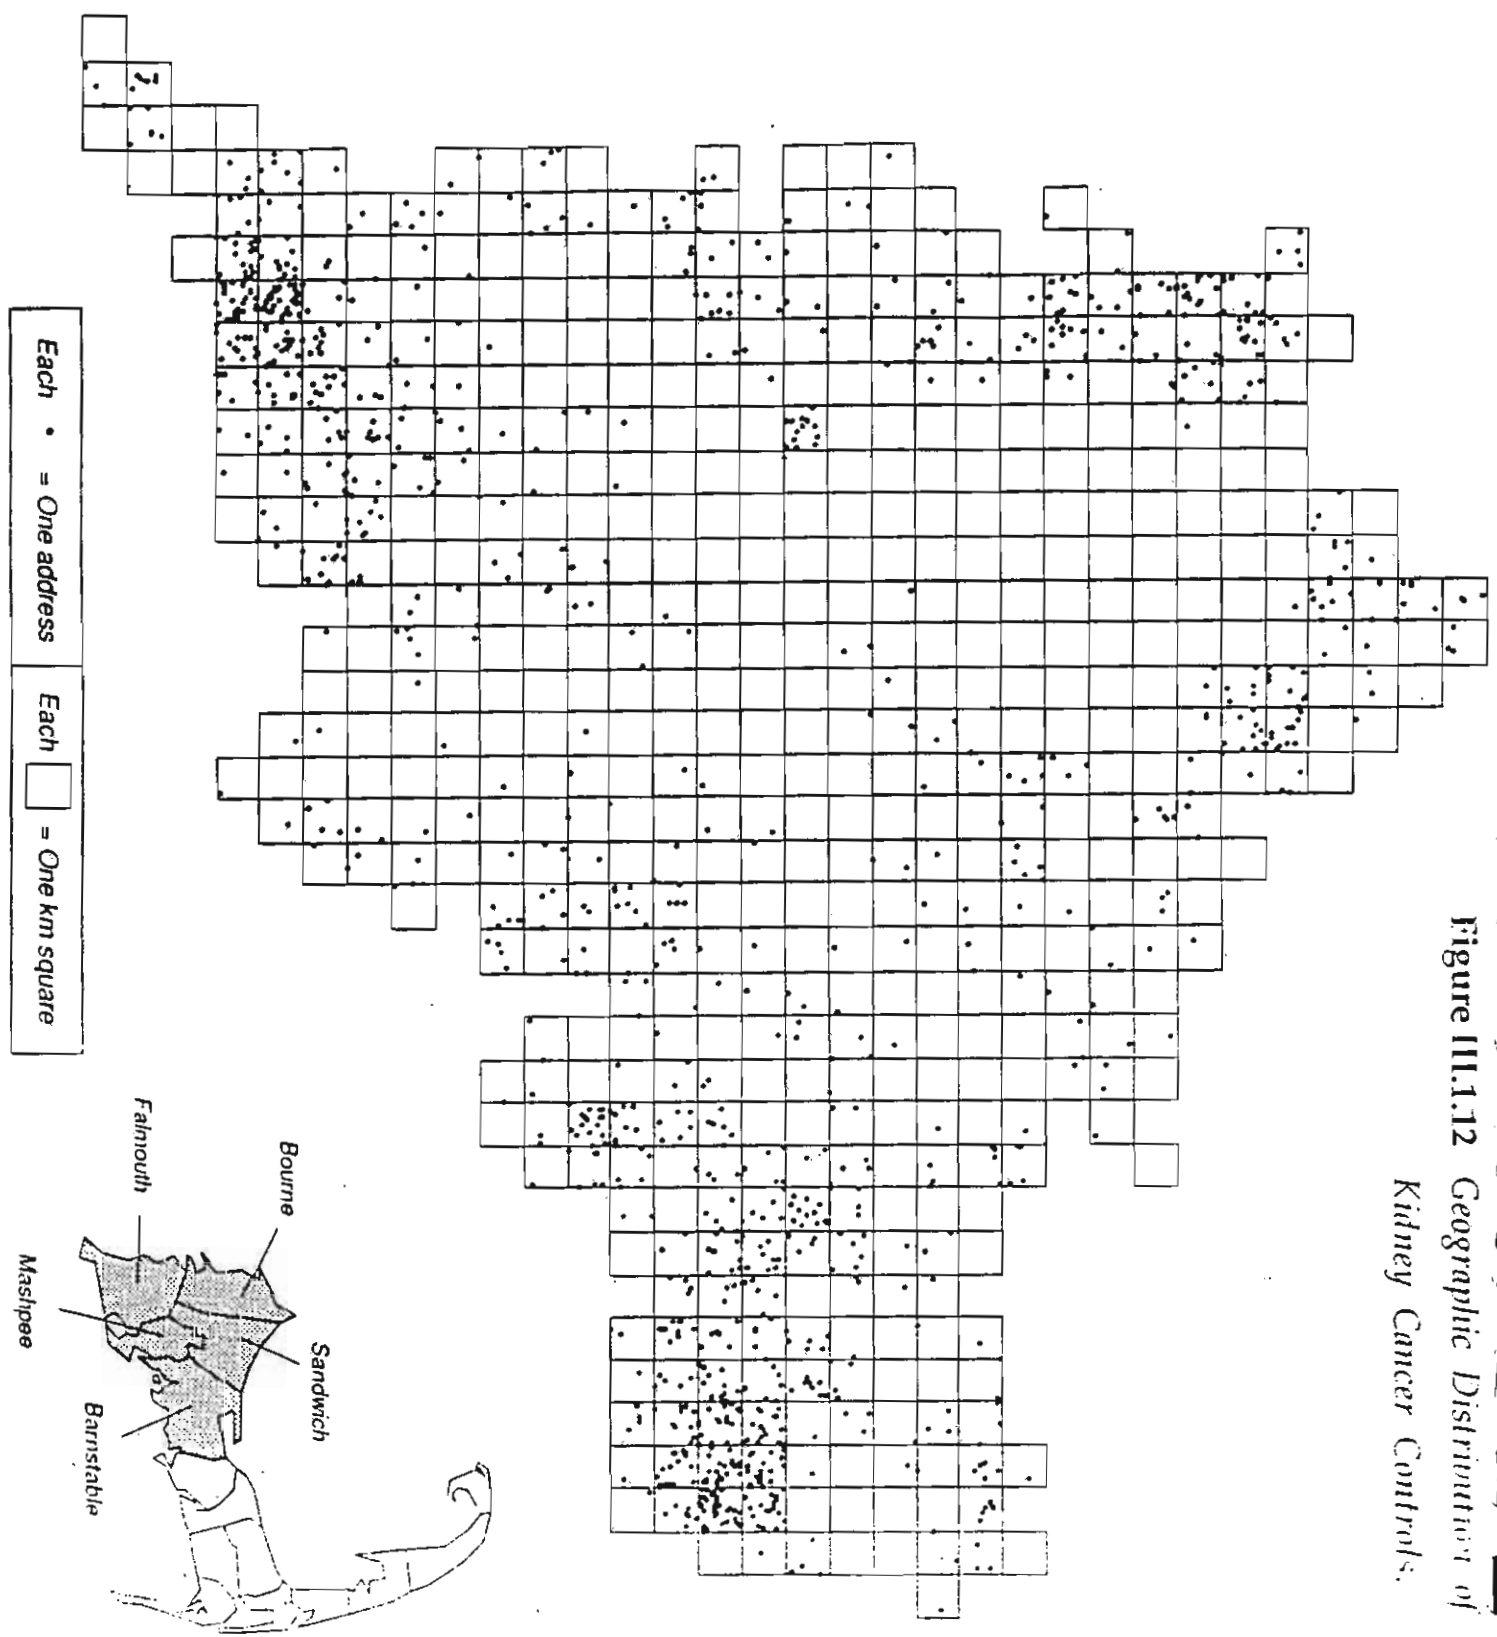 Figure III.1.12 Geographic Distribution of
Kidney Cancer Controls.
Each • = One address
Each □ = One km square
Bourne
Falmouth
Sandwich
Mashpee
Barnstable